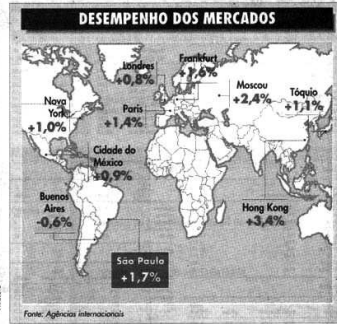 DESEMPENHO DOS MERCADOS
Londres
+0,8%
Frankfurt
+1,6%
Moscou
+2,4%
Tóquio
+1,1%
Nova
York
+1,0%
Paris
+1,4%
Cidade do
México
+0,9%
Buenos
Aires
-0,6%
Hong Kong
+3,4%
São Paulo
+1,7%
Fonte: Agências internacionais